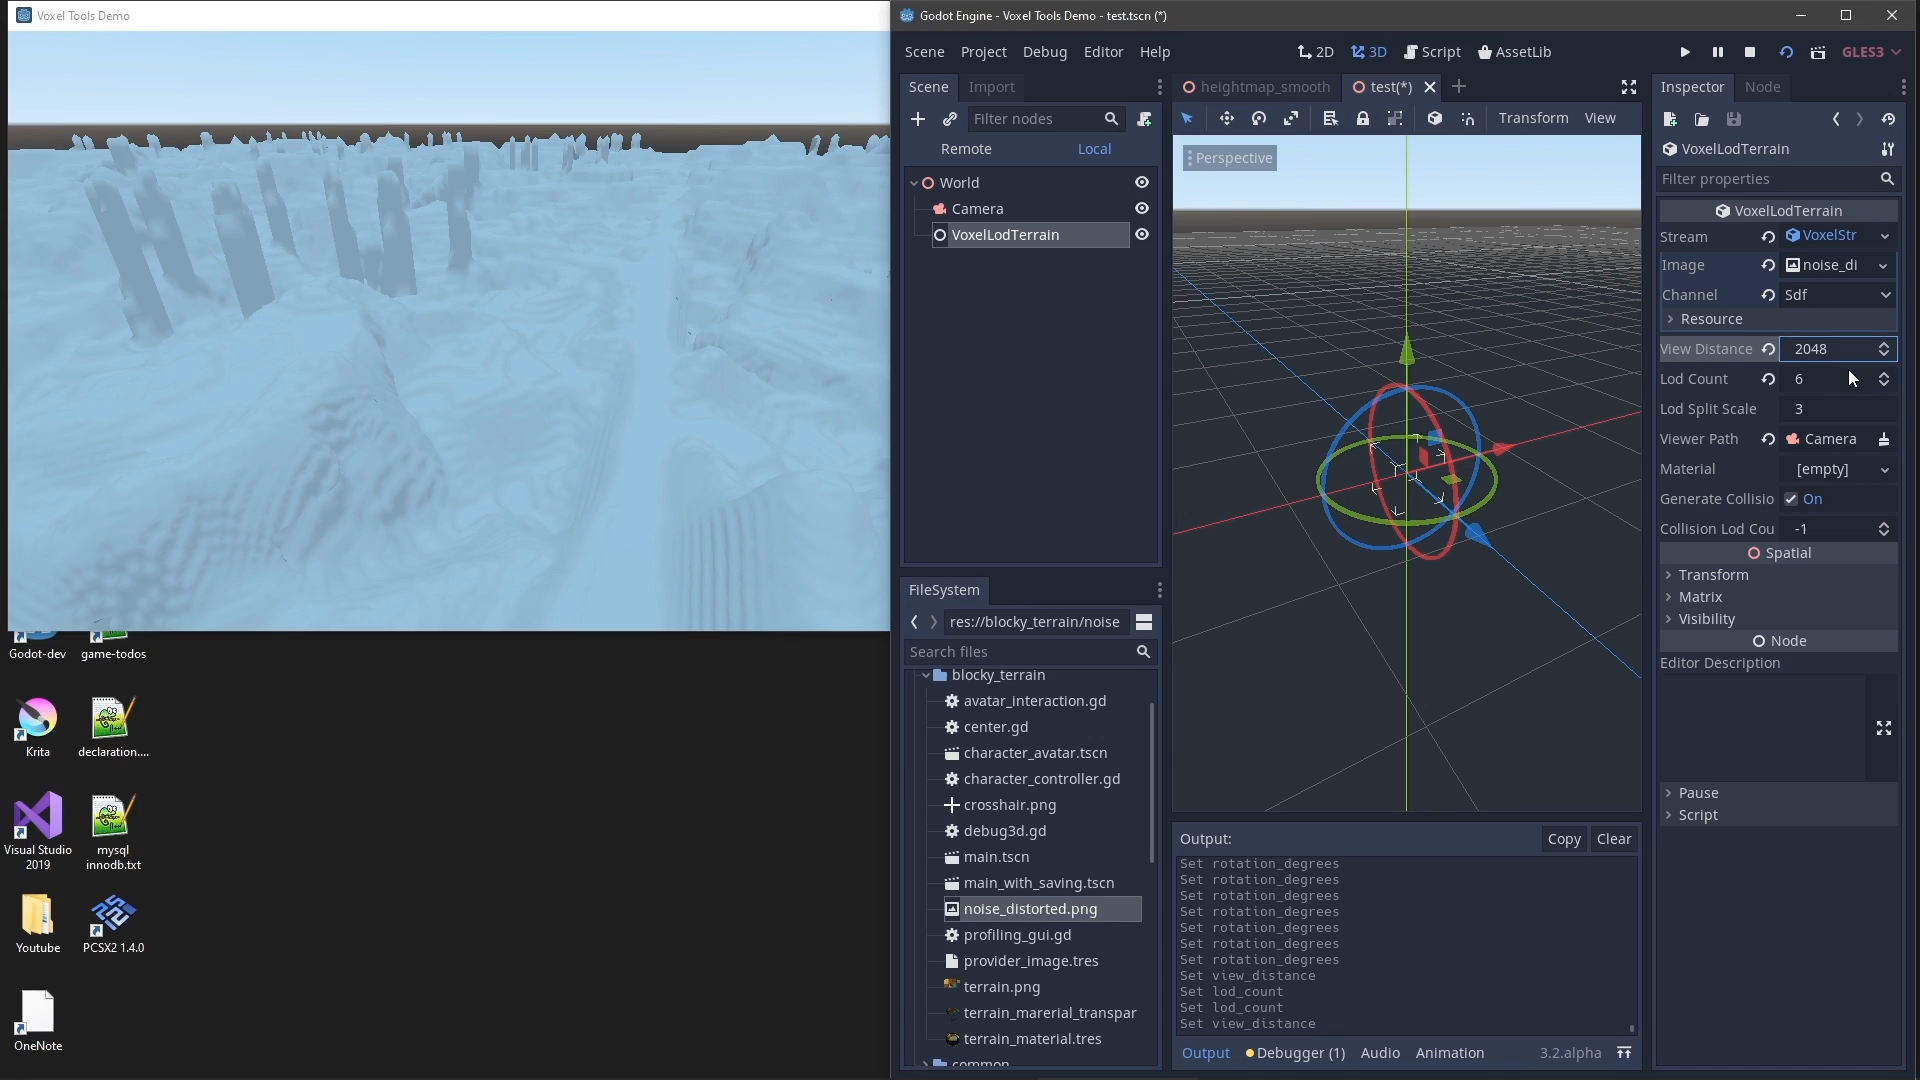 Voxel Tools Demo
Godot Engine - Voxel Tools Demo - test.tscn (*)
Scene Project Debug Editor Help
2D 3D Script AssetLib
GLES3
Scene Import
Filter nodes
Remote Local
World
Camera
VoxelLodTerrain
heightmap_smooth test(*)
Transform View
Perspective
Inspector Node
VoxelLodTerrain
Filter properties
VoxelLodTerrain
Stream VoxelStr
Image noise_di
Channel Sdf
Resource
View Distance 2048
Lod Count 6
Lod Split Scale 3
Viewer Path Camera
Material [empty]
Generate Collisio On
Collision Lod Cou -1
Spatial
Transform
Matrix
Visibility
Node
Editor Description
Pause
Script
FileSystem
res://blocky_terrain/noise
Search files
blocky_terrain
avatar_interaction.gd
center.gd
character_avatar.tscn
character_controller.gd
crosshair.png
debug3d.gd
main.tscn
main_with_saving.tscn
noise_distorted.png
profiling_gui.gd
provider_image.tres
terrain.png
terrain_marerial_transpar
terrain_material.tres
common
Output:
Copy Clear
Set rotation_degrees
Set rotation_degrees
Set rotation_degrees
Set rotation_degrees
Set rotation_degrees
Set rotation_degrees
Set rotation_degrees
Set view_distance
Set lod_count
Set lod_count
Set view_distance
Output Debugger (1) Audio Animation 3.2.alpha
Godot-dev
game-todos
Krita
declaration....
Visual Studio 2019
mysql innodb.txt
Youtube
PCSX2 1.4.0
OneNote